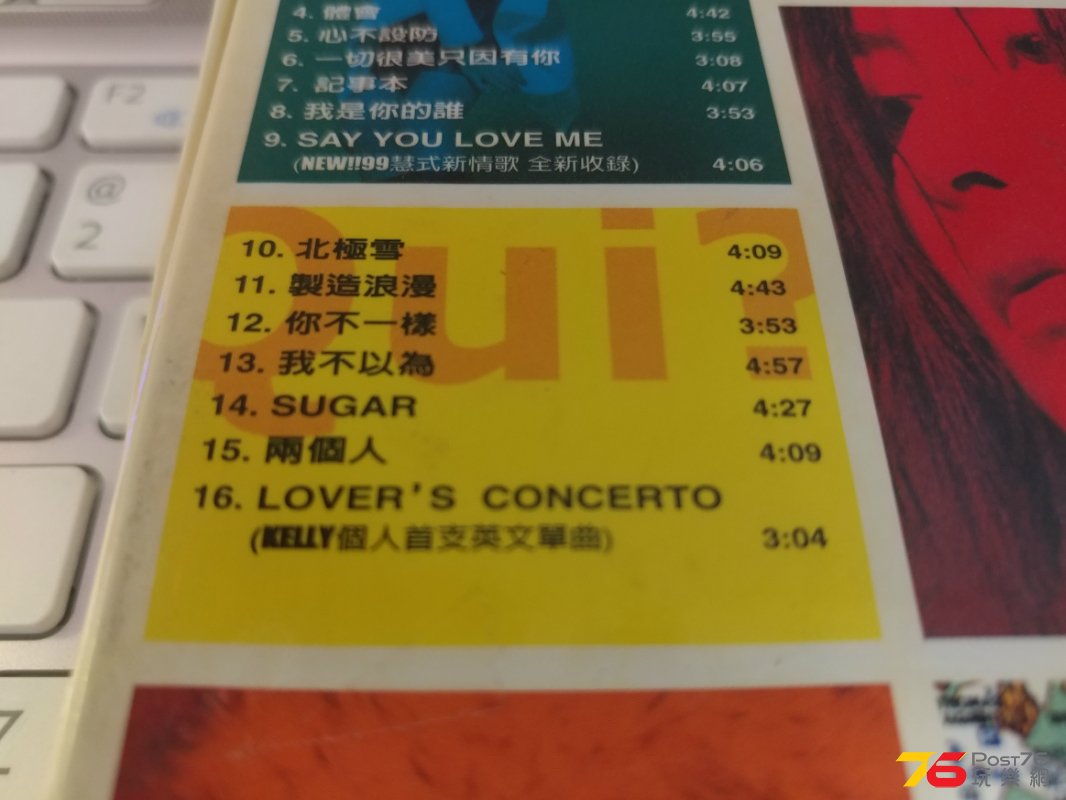 4. 體會 4:42
5. 心不設防 3:55
6. 一切很美只因有你 3:08
7. 記事本 4:07
8. 我是你的誰 3:53
9. SAY YOU LOVE ME
(NEW!!99慧式新情歌 全新收錄) 4:06
Qui?
10. 北極雪 4:09
11. 製造浪漫 4:43
12. 你不一樣 3:53
13. 我不以為 4:57
14. SUGAR 4:27
15. 兩個人 4:09
16. LOVER'S CONCERTO
(KELLY個人首支英文單曲) 3:04
F2
@
2
Z
76 POST76
玩樂網